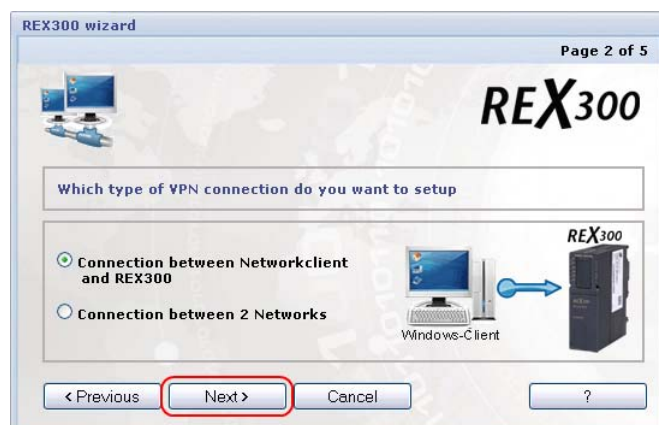 REX300 wizard
Page 2 of 5
REX300
Which type of VPN connection do you want to setup
REX300
Connection between Networkclient
and REX300
Connection between 2 Networks
Windows-Client
< Previous
Next >
Cancel
?